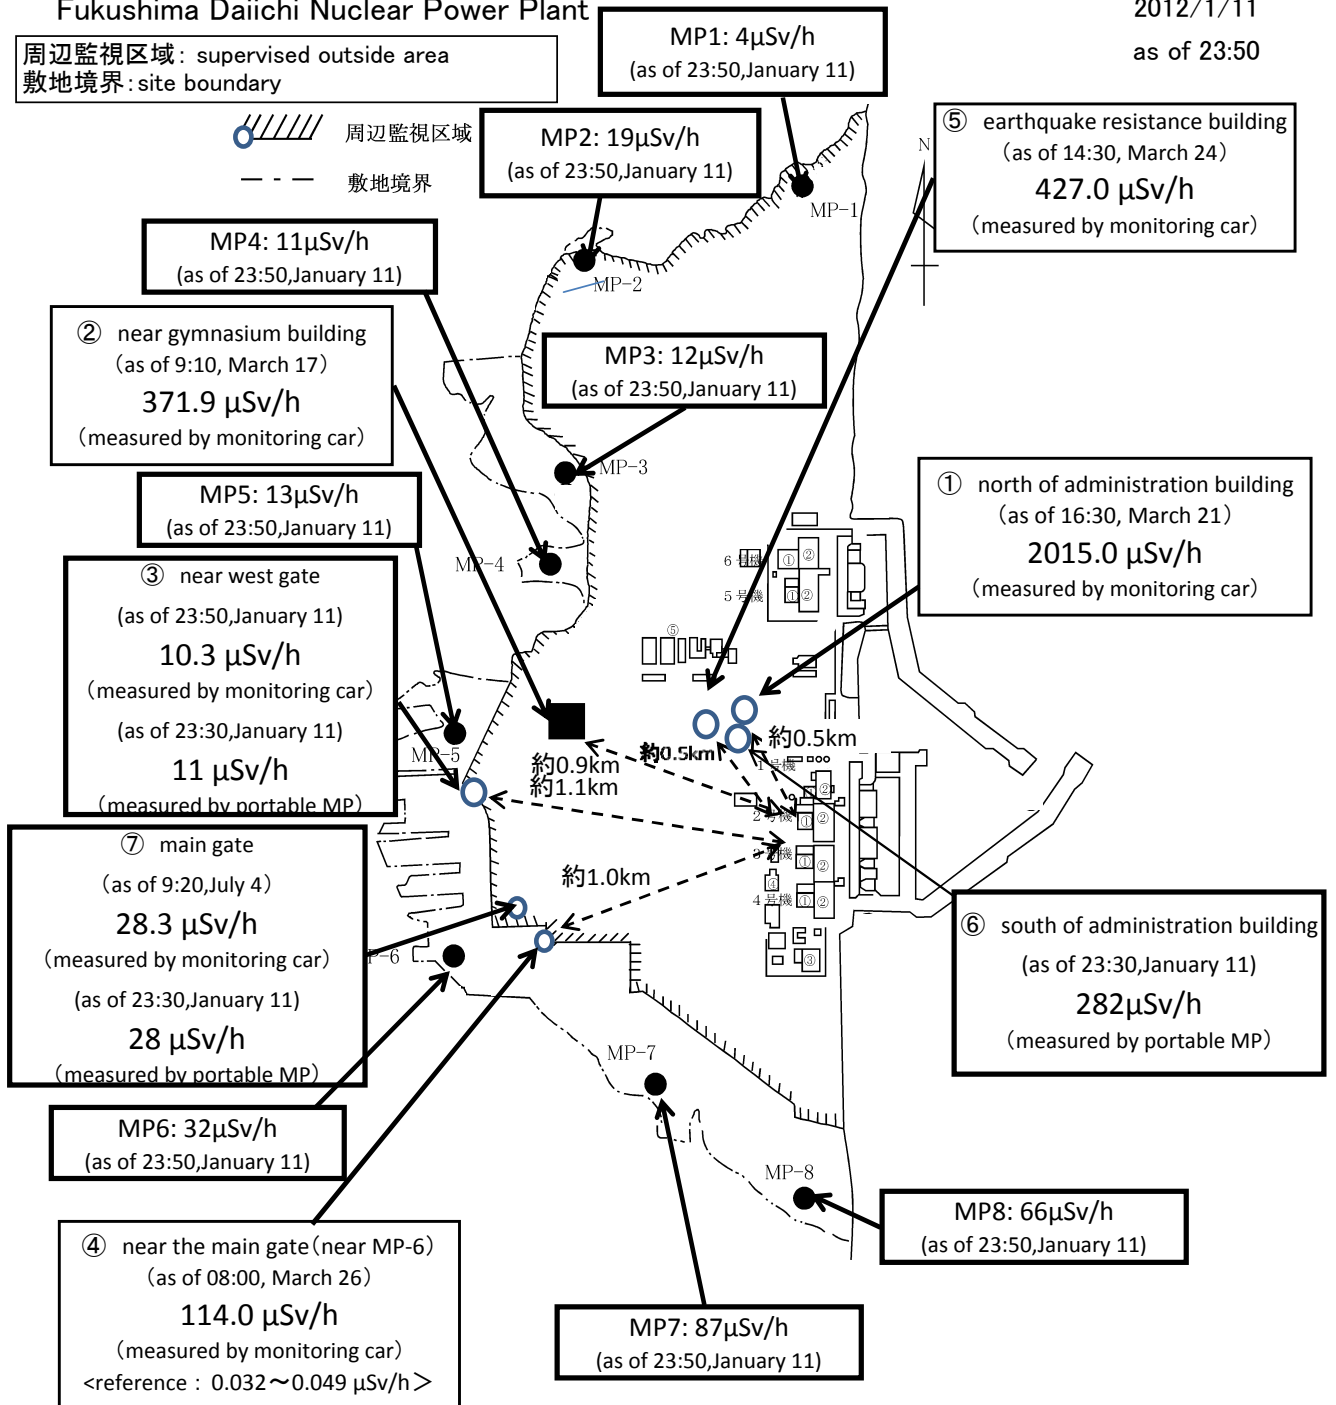 Fukushima Daiichi Nuclear Power Plant
2012/1/11
as of 23:50
周辺監視区域: supervised outside area
敷地境界:site boundary
周辺監視区域
敷地境界
N
MP1: 4μSv/h
(as of 23:50,January 11)
MP2: 19μSv/h
(as of 23:50,January 11)
⑤ earthquake resistance building
(as of 14:30, March 24)
427.0 μSv/h
(measured by monitoring car)
MP-1
MP4: 11μSv/h
(as of 23:50,January 11)
MP-2
② near gymnasium building
(as of 9:10, March 17)
371.9 μSv/h
(measured by monitoring car)
MP3: 12μSv/h
(as of 23:50,January 11)
MP-3
MP5: 13μSv/h
(as of 23:50,January 11)
① north of administration building
(as of 16:30, March 21)
2015.0 μSv/h
(measured by monitoring car)
MP-4
③ near west gate
(as of 23:50,January 11)
10.3 μSv/h
(measured by monitoring car)
(as of 23:30,January 11)
11 μSv/h
(measured by portable MP)
6号機
① ②
5号機
① ②
⑤
MP-5
約0.5km
約0.5km
約0.9km
約1.1km
1号機
②
2号機
① ②
3号機
① ②
④
4号機
① ②
③
約1.0km
⑦ main gate
(as of 9:20,July 4)
28.3 μSv/h
(measured by monitoring car)
(as of 23:30,January 11)
28 μSv/h
(measured by portable MP)
P-6
⑥ south of administration building
(as of 23:30,January 11)
282μSv/h
(measured by portable MP)
MP-7
MP6: 32μSv/h
(as of 23:50,January 11)
MP-8
MP8: 66μSv/h
(as of 23:50,January 11)
④ near the main gate(near MP-6)
(as of 08:00, March 26)
114.0 μSv/h
(measured by monitoring car)
<reference : 0.032～0.049 μSv/h>
MP7: 87μSv/h
(as of 23:50,January 11)